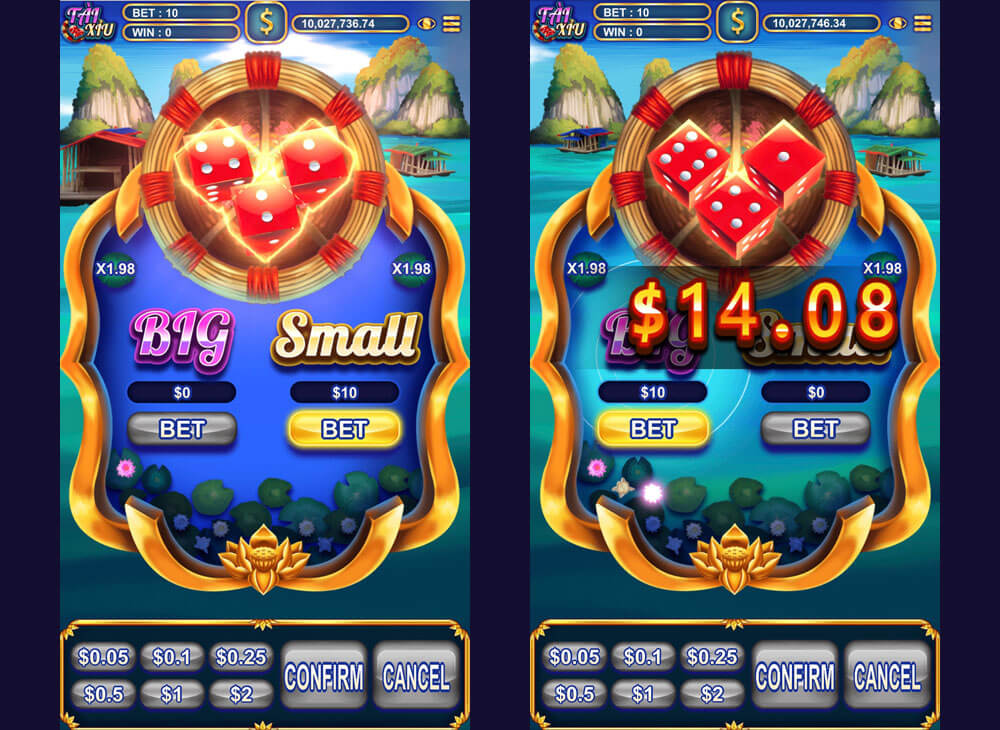 TÀI
XỈU
BET : 10
WIN : 0
$
10,027,736.74
X1.98
X1.98
BIG
Small
$0
$10
BET
BET
$0.05
$0.1
$0.25
$0.5
$1
$2
CONFIRM
CANCEL
TÀI
XỈU
BET : 10
WIN : 0
$
10,027,746.34
X1.98
X1.98
$14.08
BIG
Small
$10
$0
BET
BET
$0.05
$0.1
$0.25
$0.5
$1
$2
CONFIRM
CANCEL